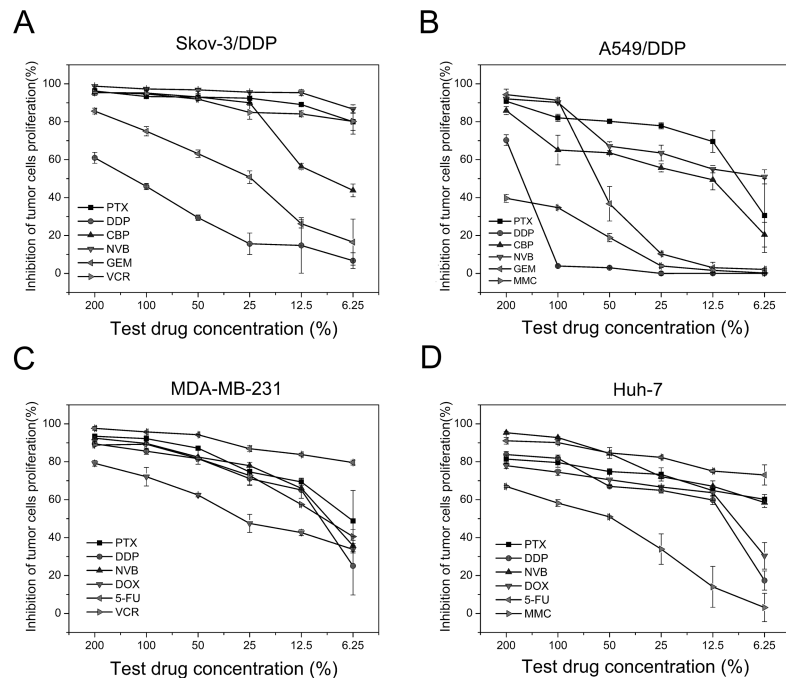 A
Skov-3/DDP
Inhibition of tumor cells proliferation(%)
100
80
60
40
20
0
PTX
DDP
CBP
NVB
GEM
VCR
200 100 50 25 12.5 6.25
Test drug concentration (%)
B
A549/DDP
Inhibition of tumor cells proliferation(%)
100
80
60
40
20
0
PTX
DDP
CBP
NVB
GEM
MMC
200 100 50 25 12.5 6.25
Test drug concentration (%)
C
MDA-MB-231
Inhibition of tumor cells proliferation(%)
100
80
60
40
20
0
PTX
DDP
NVB
DOX
5-FU
VCR
200 100 50 25 12.5 6.25
Test drug concentration (%)
D
Huh-7
Inhibition of tumor cells proliferation(%)
100
80
60
40
20
0
PTX
DDP
NVB
DOX
5-FU
MMC
200 100 50 25 12.5 6.25
Test drug concentration (%)